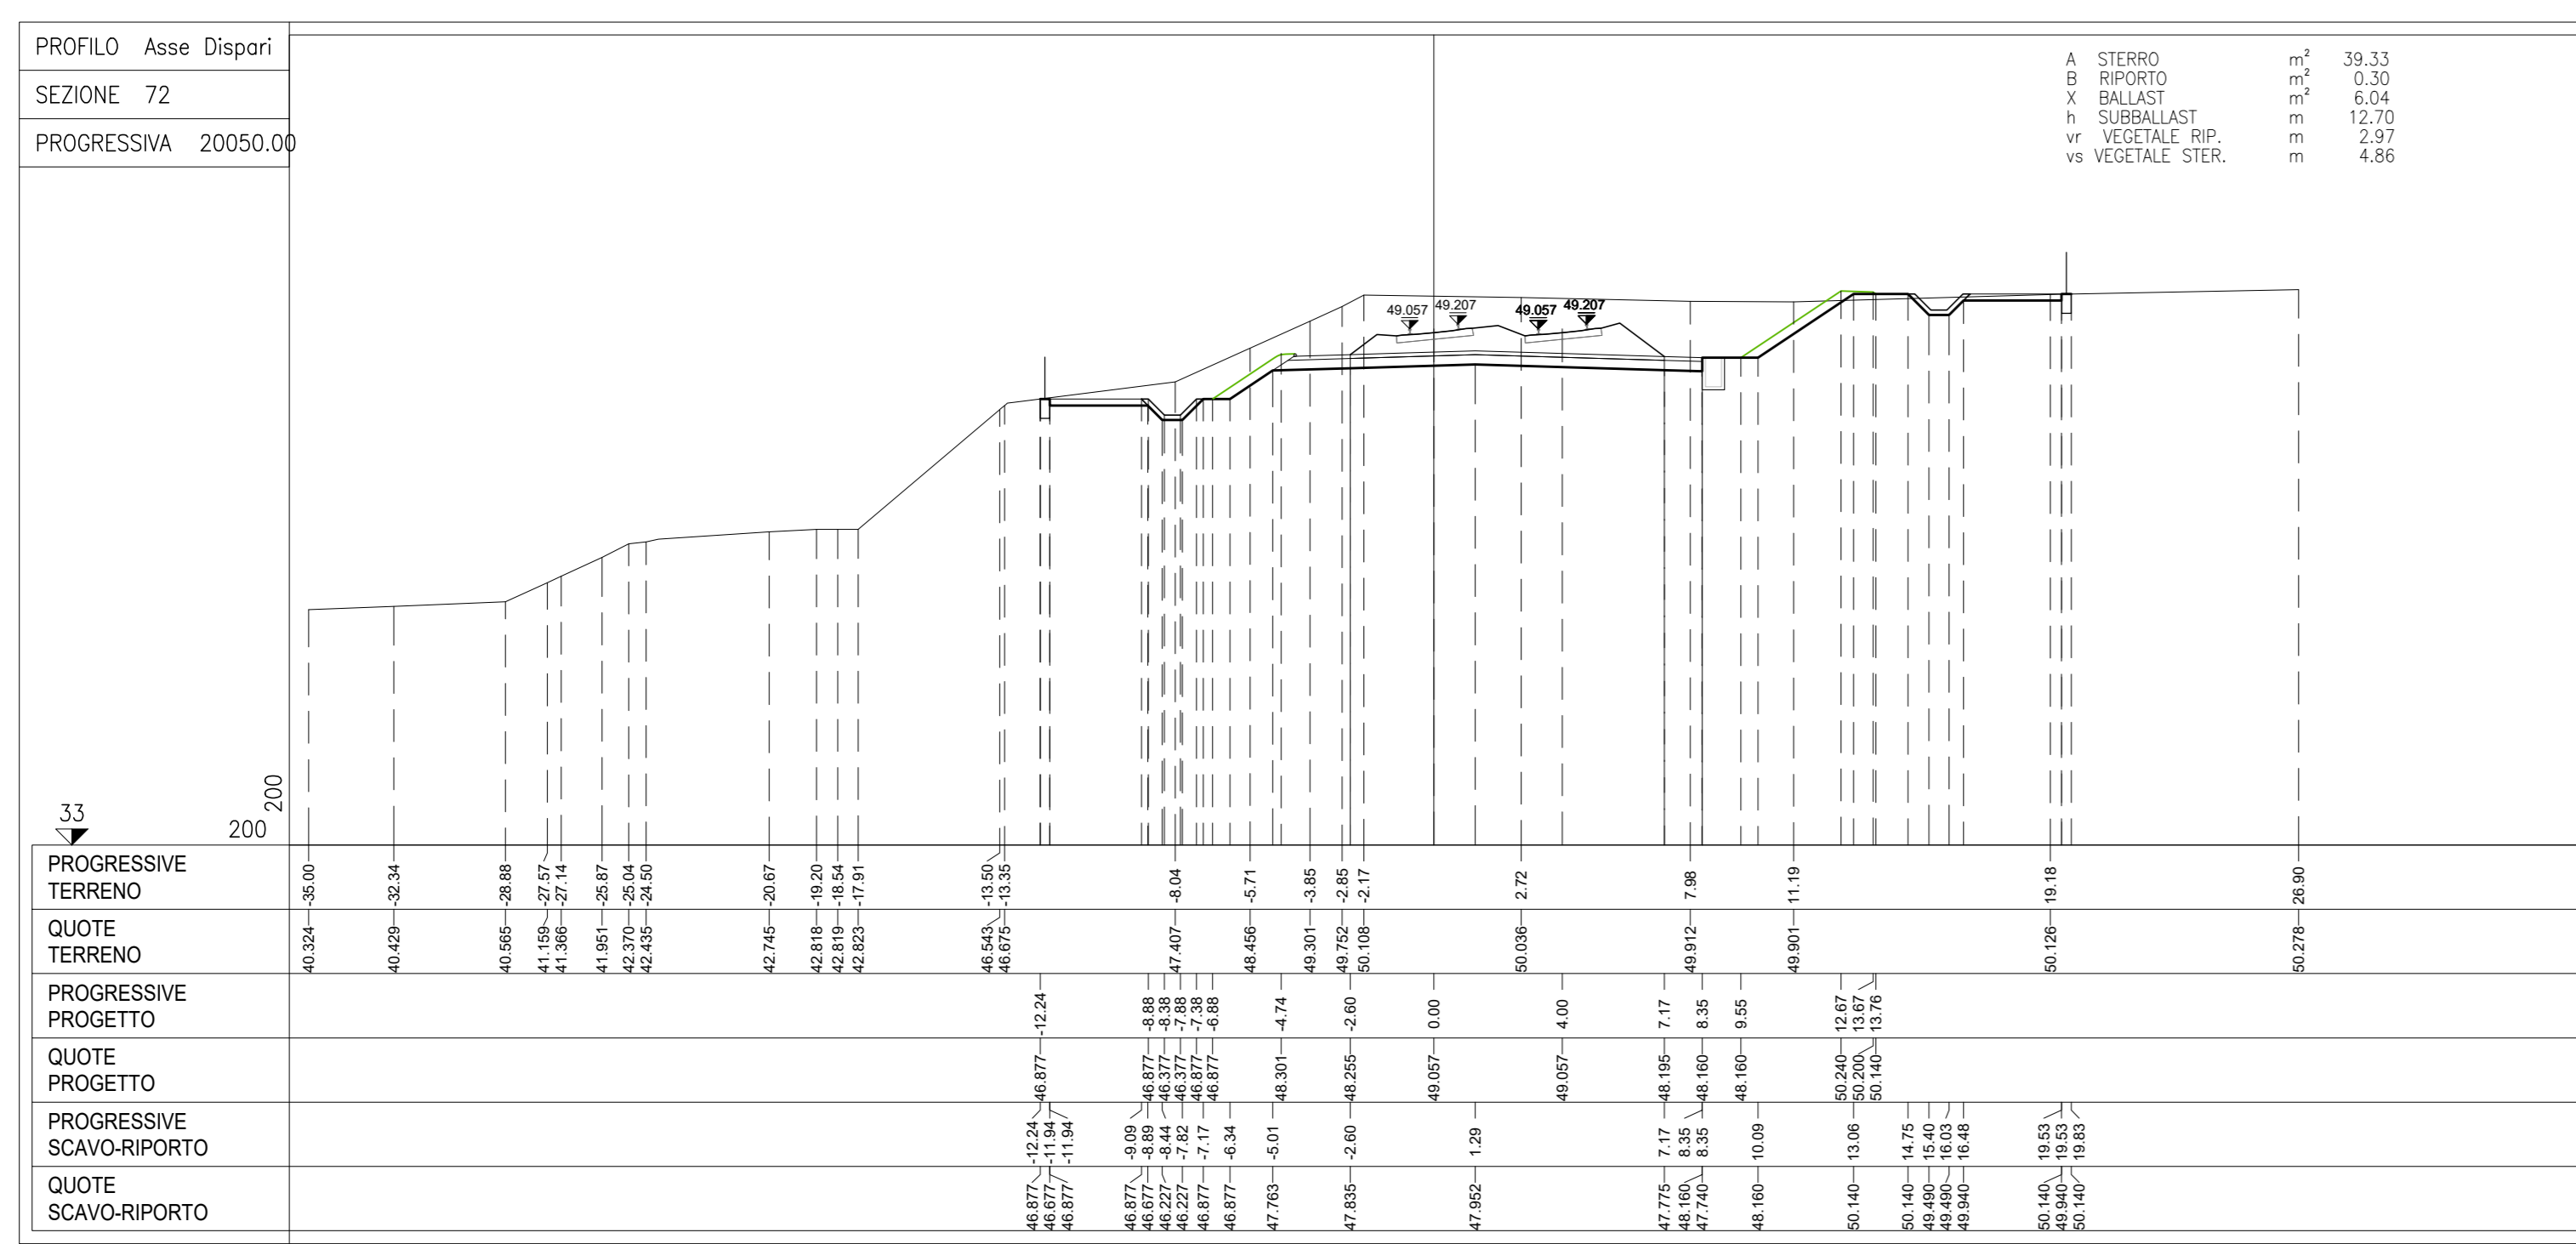 PROFILO Asse Dispari
SEZIONE 72
PROGRESSIVA 20050.00
A STERRO m² 39.33
B RIPORTO m² 0.30
X BALLAST m² 6.04
h SUBBALLAST m 12.70
vr VEGETALE RIP. m 2.97
vs VEGETALE STER. m 4.86
49.057 49.207 49.057 49.207
33
200
200
PROGRESSIVE
TERRENO
-35.00 -32.34 -28.88 -27.57 -27.14 -25.87 -25.04 -24.50 -20.67 -19.20 -18.54 -17.91 -13.50 -13.35 -8.04 -5.71 -3.85 -2.85 -2.17 2.72 7.98 11.19 19.18 26.90
QUOTE
TERRENO
40.324 40.429 40.565 41.159 41.366 41.951 42.370 42.435 42.745 42.818 42.819 42.823 46.543 46.675 47.407 48.456 49.301 49.752 50.108 50.036 49.912 49.901 50.126 50.278
PROGRESSIVE
PROGETTO
-12.24 -8.88 -8.38 -7.88 -7.38 -6.88 -4.74 -2.60 0.00 4.00 7.17 8.35 9.55 12.67 13.67 13.76
QUOTE
PROGETTO
46.877 46.877 46.377 46.377 46.877 46.877 48.301 48.255 49.057 49.057 48.195 48.160 48.160 50.240 50.200 50.140
PROGRESSIVE
SCAVO-RIPORTO
-12.24 -11.94 -11.94 -9.09 -8.89 -8.44 -7.82 -7.17 -6.34 -5.01 -2.60 1.29 7.17 8.35 8.35 10.09 13.06 14.75 15.40 16.03 16.48 19.53 19.53 19.83
QUOTE
SCAVO-RIPORTO
46.877 46.677 46.877 46.877 46.677 46.227 46.227 46.877 46.877 47.763 47.835 47.952 47.775 48.160 47.740 48.160 50.140 50.140 49.490 49.490 49.940 50.140 49.940 50.140